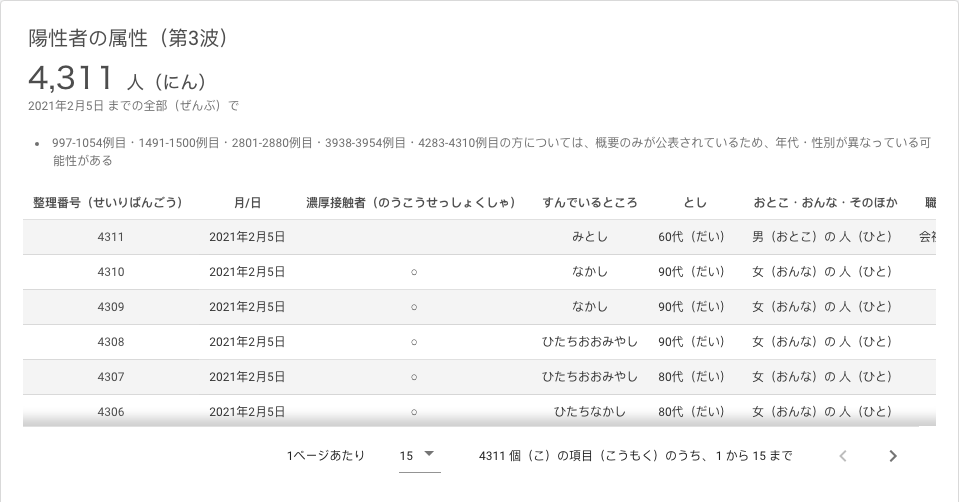 陽性者の属性（第3波）
4,311 人（にん）
2021年2月5日 までの全部（ぜんぶ）で
• 997-1054例目・1491-1500例目・2801-2880例目・3938-3954例目・4283-4310例目の方については、概要のみが公表されているため、年代・性別が異なっている可
能性がある
整理番号（せいりばんごう） 月/日 濃厚接触者（のうこうせっしょくしゃ） すんでいるところ とし おとこ・おんな・そのほか 職
4311 2021年2月5日 みとし 60代（だい） 男（おとこ）の 人（ひと） 会社
4310 2021年2月5日 ○ なかし 90代（だい） 女（おんな）の 人（ひと）
4309 2021年2月5日 ○ なかし 90代（だい） 女（おんな）の 人（ひと）
4308 2021年2月5日 ○ ひたちおおみやし 90代（だい） 女（おんな）の 人（ひと）
4307 2021年2月5日 ○ ひたちおおみやし 80代（だい） 女（おんな）の 人（ひと）
4306 2021年2月5日 ○ ひたちなかし 80代（だい） 女（おんな）の 人（ひと）
1ページあたり 15 4311 個（こ）の項目（こうもく）のうち、1 から 15 まで